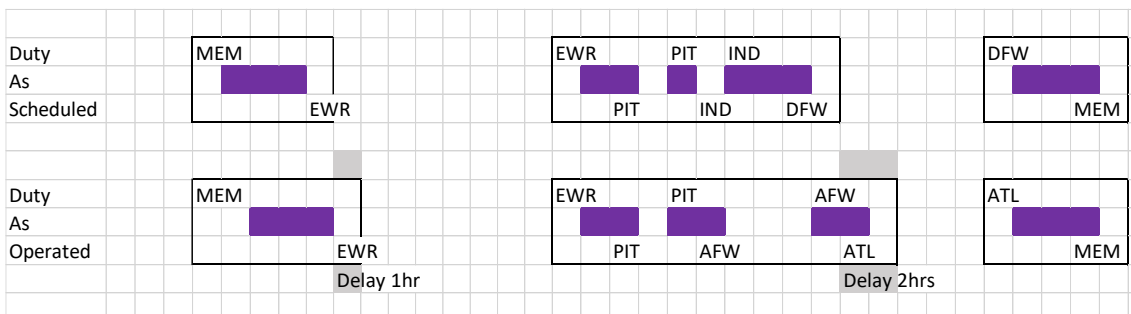 Duty MEM EWR PIT IND DFW
As
Scheduled EWR PIT IND DFW MEM
Duty MEM EWR PIT AFW ATL
As
Operated EWR PIT AFW ATL MEM
Delay 1hr Delay 2hrs